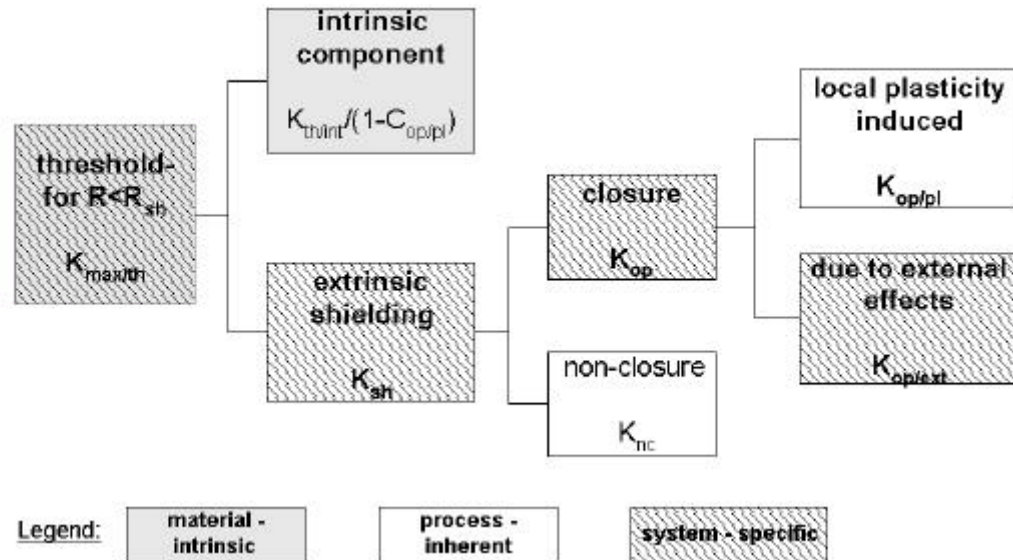 intrinsic
component
K_th/int/(1-C_op/pl)
threshold-
for R<R_sh
K_max/th
extrinsic
shielding
K_sh
closure
K_op
non-closure
K_nc
local plasticity
induced
K_op/pl
due to external
effects
K_op/ext
Legend:
material -
intrinsic
process -
inherent
system - specific